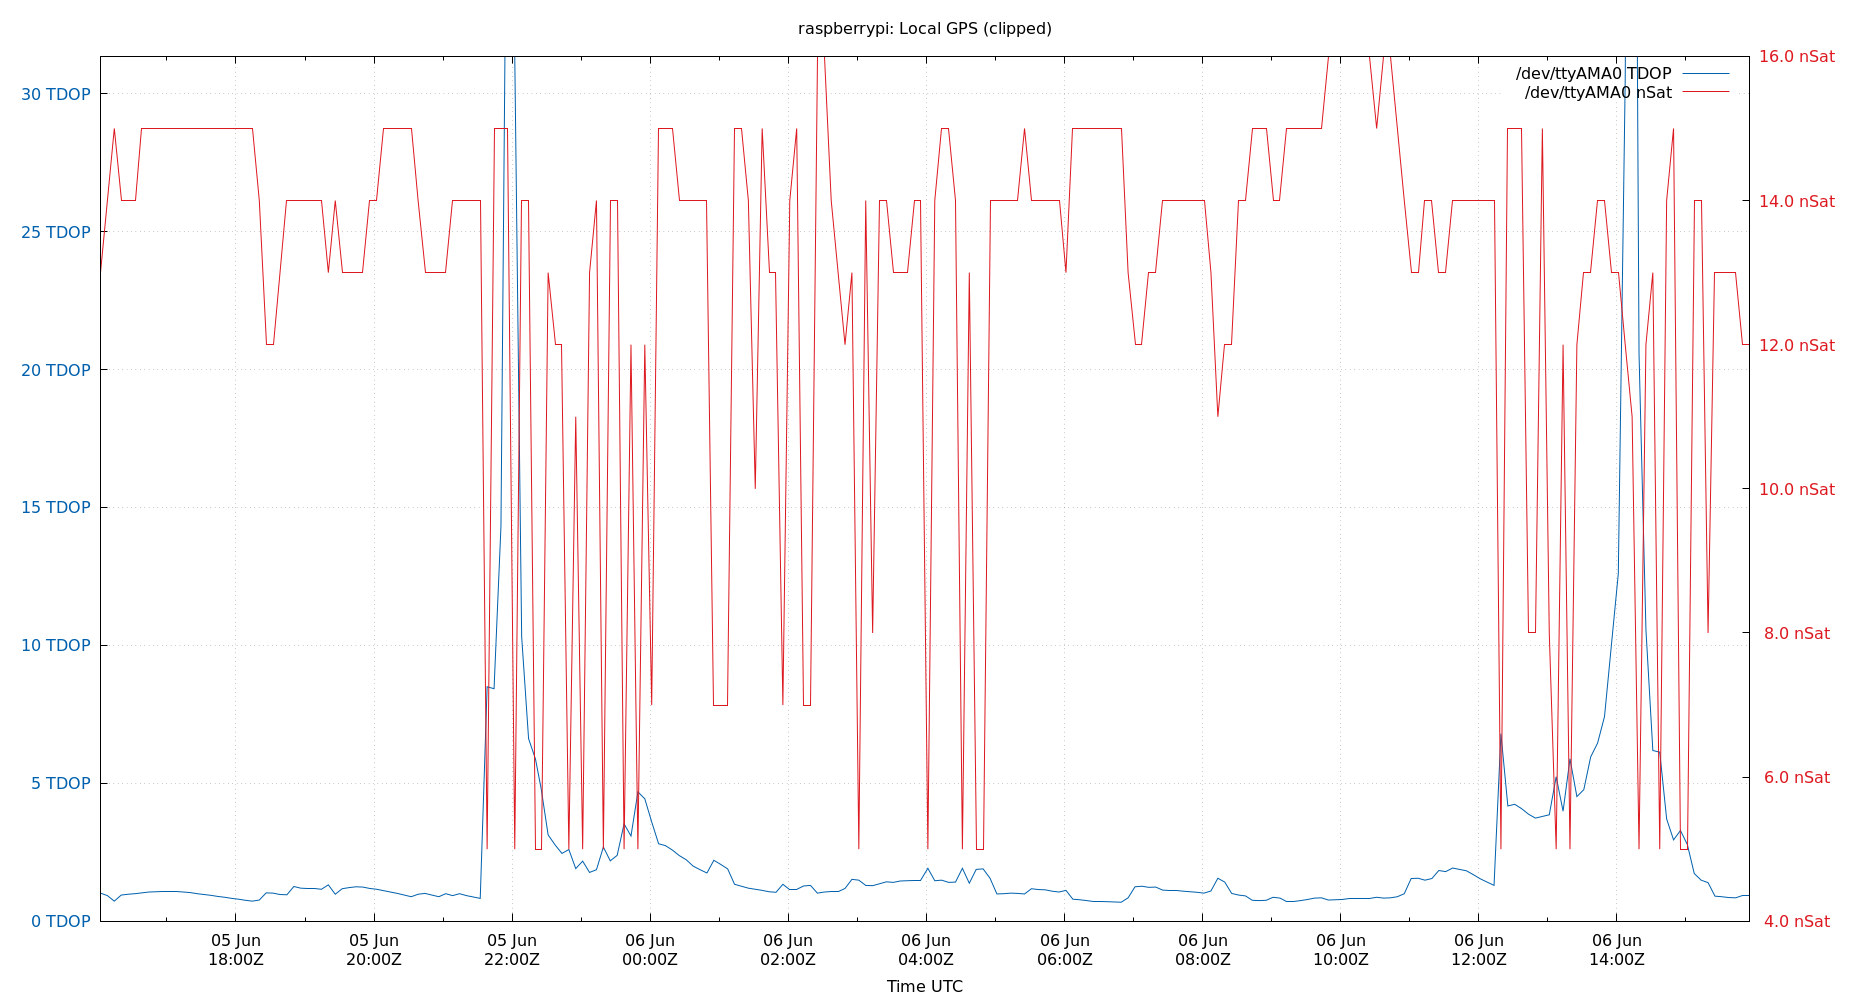 raspberrypi: Local GPS (clipped)
/dev/ttyAMA0 TDOP
/dev/ttyAMA0 nSat
30 TDOP
25 TDOP
20 TDOP
15 TDOP
10 TDOP
5 TDOP
0 TDOP
16.0 nSat
14.0 nSat
12.0 nSat
10.0 nSat
8.0 nSat
6.0 nSat
4.0 nSat
05 Jun
18:00Z
05 Jun
20:00Z
05 Jun
22:00Z
06 Jun
00:00Z
06 Jun
02:00Z
06 Jun
04:00Z
06 Jun
06:00Z
06 Jun
08:00Z
06 Jun
10:00Z
06 Jun
12:00Z
06 Jun
14:00Z
Time UTC